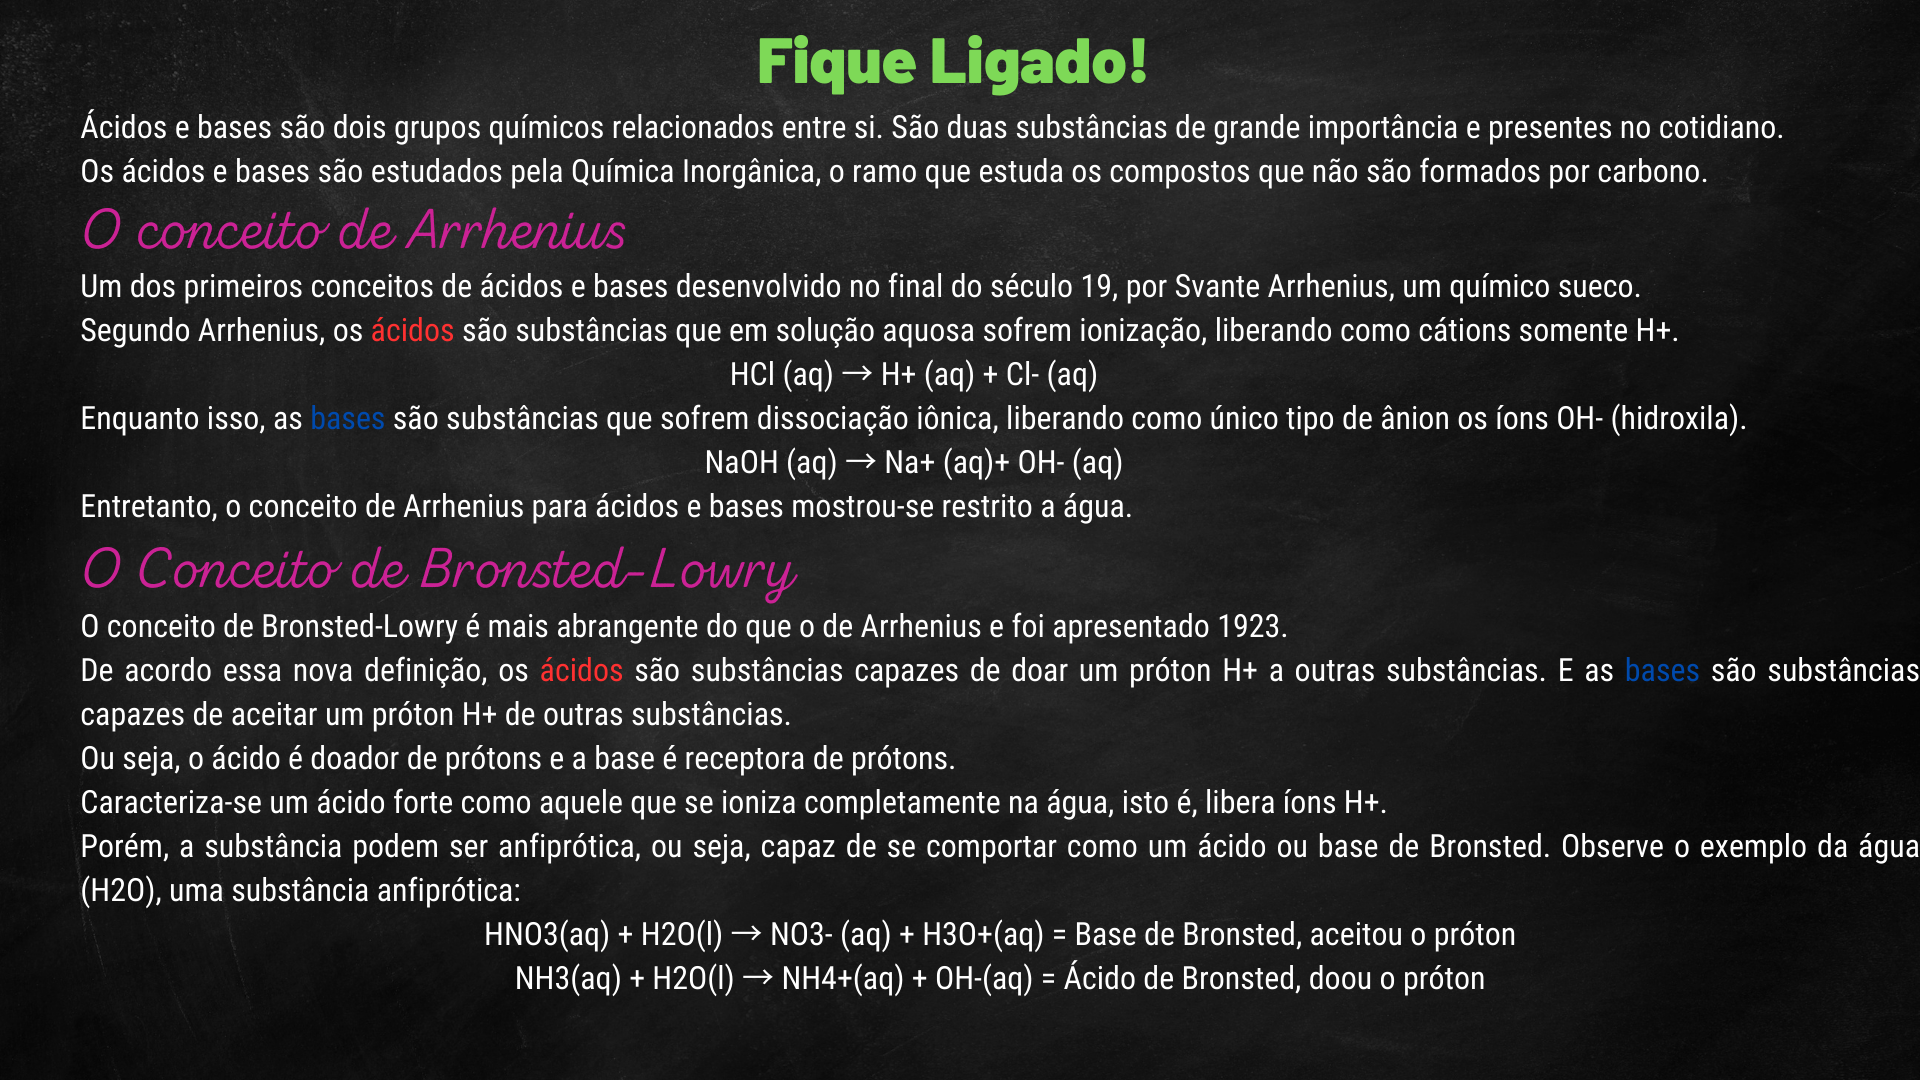 Fique Ligado!
Ácidos e bases são dois grupos químicos relacionados entre si. São duas substâncias de grande importância e presentes no cotidiano.
Os ácidos e bases são estudados pela Química Inorgânica, o ramo que estuda os compostos que não são formados por carbono.
O conceito de Arrhenius
Um dos primeiros conceitos de ácidos e bases desenvolvido no final do século 19, por Svante Arrhenius, um químico sueco.
Segundo Arrhenius, os ácidos são substâncias que em solução aquosa sofrem ionização, liberando como cátions somente H+.
HCl (aq) → H+ (aq) + Cl- (aq)
Enquanto isso, as bases são substâncias que sofrem dissociação iônica, liberando como único tipo de ânion os íons OH- (hidroxila).
NaOH (aq) → Na+ (aq)+ OH- (aq)
Entretanto, o conceito de Arrhenius para ácidos e bases mostrou-se restrito a água.
O Conceito de Bronsted-Lowry
O conceito de Bronsted-Lowry é mais abrangente do que o de Arrhenius e foi apresentado 1923.
De acordo essa nova definição, os ácidos são substâncias capazes de doar um próton H+ a outras substâncias. E as bases são substâncias
capazes de aceitar um próton H+ de outras substâncias.
Ou seja, o ácido é doador de prótons e a base é receptora de prótons.
Caracteriza-se um ácido forte como aquele que se ioniza completamente na água, isto é, libera íons H+.
Porém, a substância podem ser anfiprótica, ou seja, capaz de se comportar como um ácido ou base de Bronsted. Observe o exemplo da água
(H2O), uma substância anfiprótica:
HNO3(aq) + H2O(l) → NO3- (aq) + H3O+(aq) = Base de Bronsted, aceitou o próton
NH3(aq) + H2O(l) → NH4+(aq) + OH-(aq) = Ácido de Bronsted, doou o próton